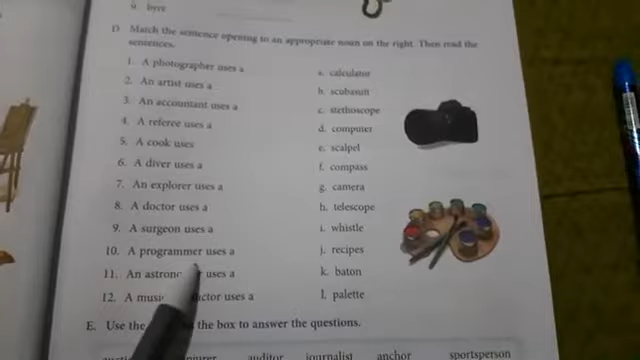 9. byre
D. Match the sentence opening to an appropriate noun on the right. Then read the
sentences.
1. A photographer uses a
2. An artist uses a
3. An accountant uses a
4. A referee uses a
5. A cook uses
6. A diver uses a
7. An explorer uses a
8. A doctor uses a
9. A surgeon uses a
10. A programmer uses a
11. An uses a
12. A uses a
a. calculator
b. scubasuit
c. stethoscope
d. computer
e. scalpel
f. compass
g. camera
h. telescope
i. whistle
j. recipes
k. baton
l. palette
E. Use the the box to answer the questions.
auditor journalist anchor sportsperson